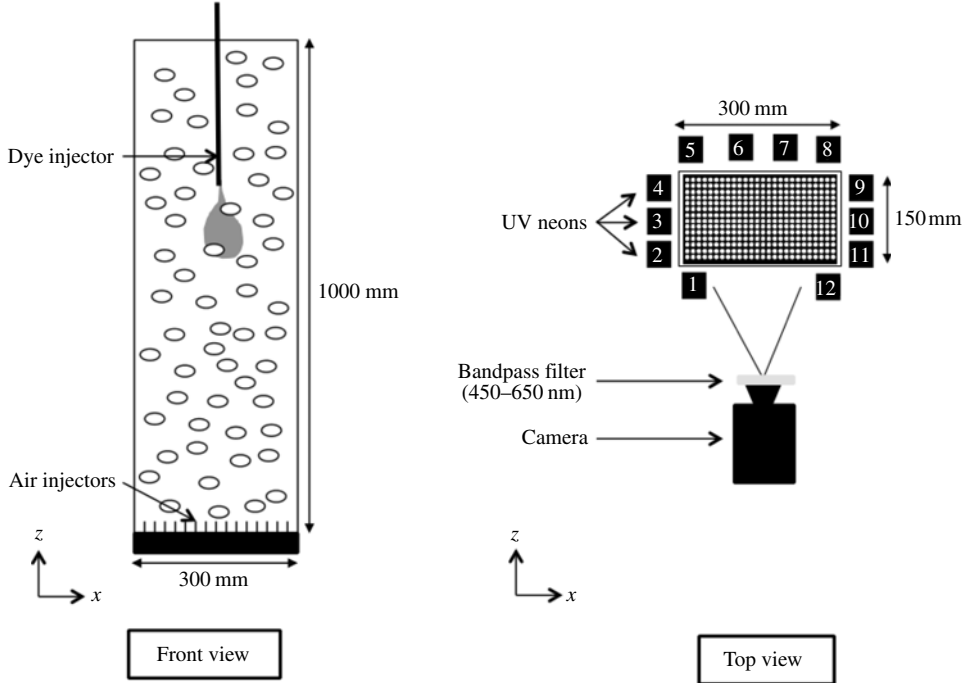 Dye injector
1000 mm
Air injectors
300 mm
z
x
Front view
300 mm
5
6
7
8
4
3
2
9
10
11
UV neons
150 mm
1
12
Bandpass filter
(450–650 nm)
Camera
z
x
Top view